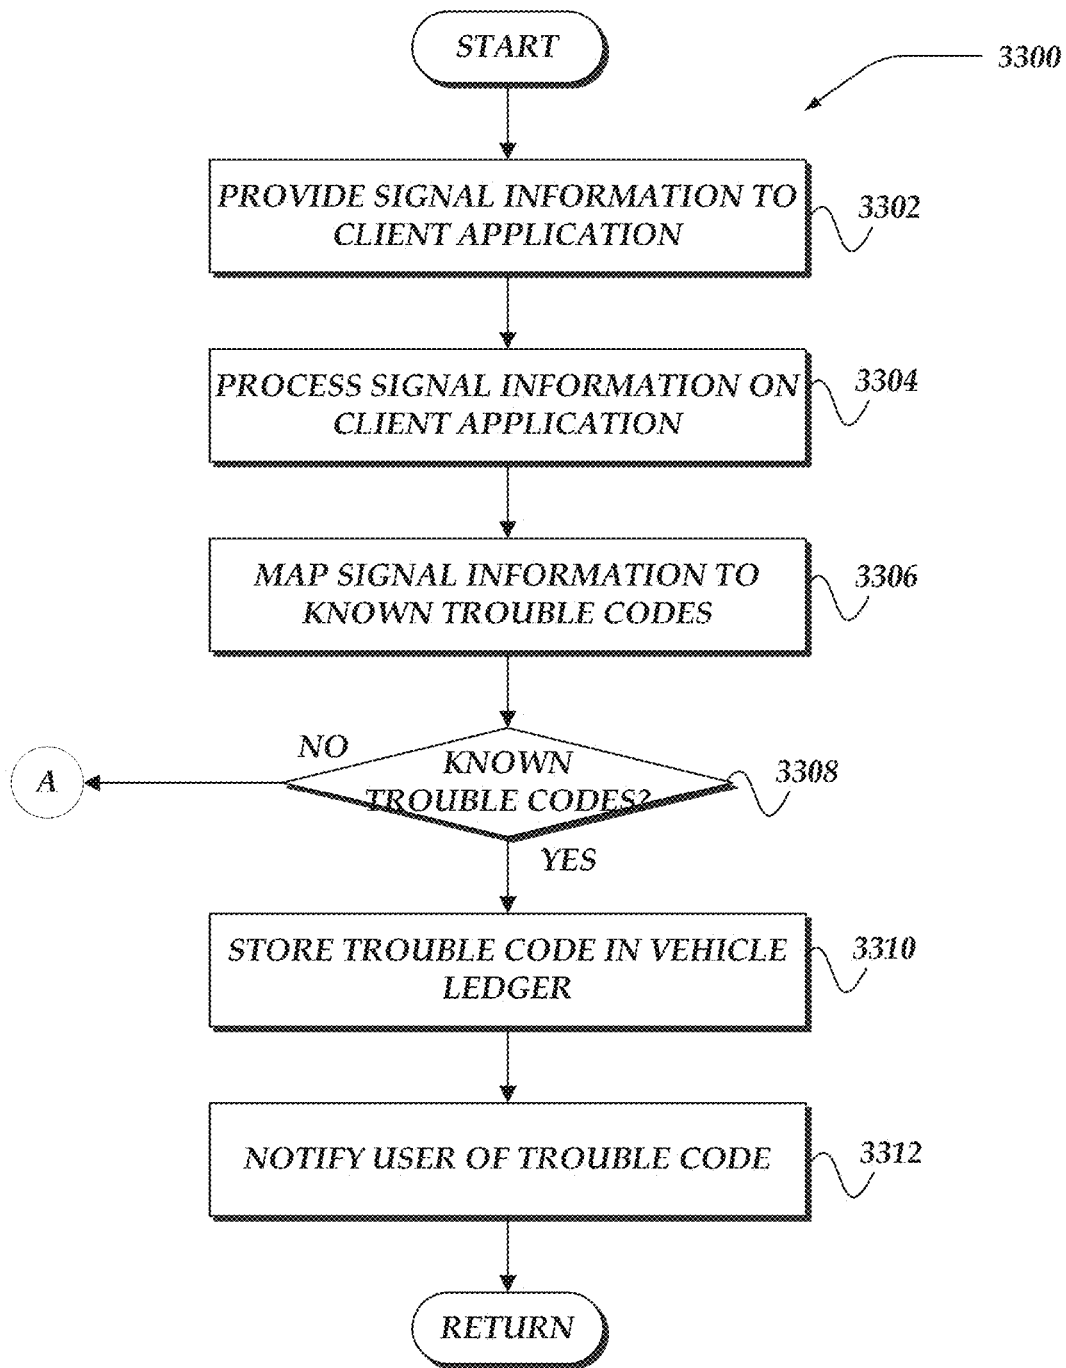 START
3300
PROVIDE SIGNAL INFORMATION TO
CLIENT APPLICATION
3302
PROCESS SIGNAL INFORMATION ON
CLIENT APPLICATION
3304
MAP SIGNAL INFORMATION TO
KNOWN TROUBLE CODES
3306
NO
A
KNOWN
TROUBLE CODES?
3308
YES
STORE TROUBLE CODE IN VEHICLE
LEDGER
3310
NOTIFY USER OF TROUBLE CODE
3312
RETURN